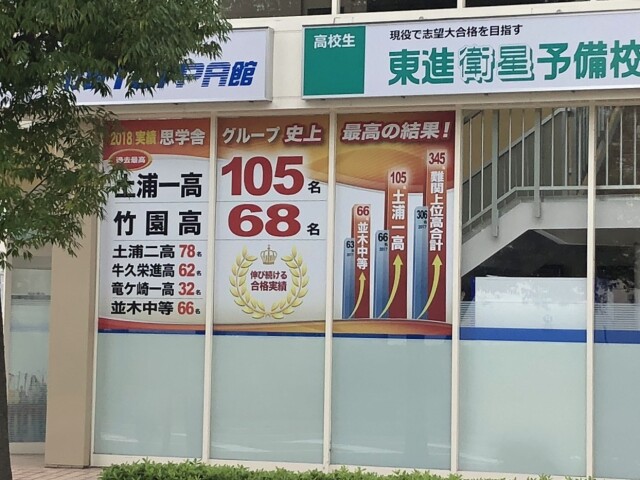 館
高校生
現役で志望大合格を目指す
東進衛星予備校
2018 実績 思学舎 グループ 史上 最高の結果!
過去最高
土浦一高 105名
竹園高 68名
土浦二高 78名
牛久栄進高 62名
竜ケ崎一高 32名
並木中等 66名
伸び続ける
合格実績
63
66
並木中等
66
105
土浦一高
306
345
難関上位高合計